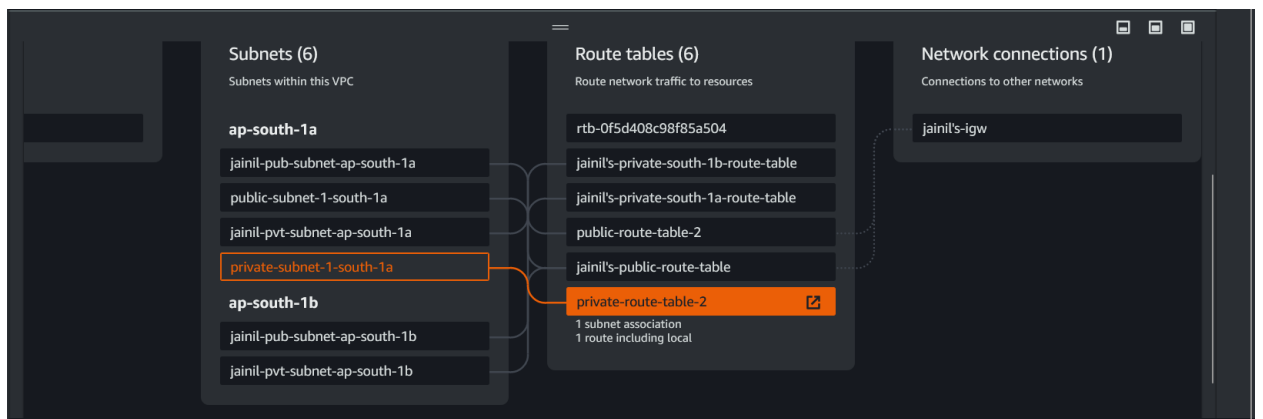 Subnets (6)
Subnets within this VPC
ap-south-1a
jainil-pub-subnet-ap-south-1a
public-subnet-1-south-1a
jainil-pvt-subnet-ap-south-1a
private-subnet-1-south-1a
ap-south-1b
jainil-pub-subnet-ap-south-1b
jainil-pvt-subnet-ap-south-1b
Route tables (6)
Route network traffic to resources
rtb-0f5d408c98f85a504
jainil's-private-south-1b-route-table
jainil's-private-south-1a-route-table
public-route-table-2
jainil's-public-route-table
private-route-table-2
1 subnet association
1 route including local
Network connections (1)
Connections to other networks
jainil's-igw